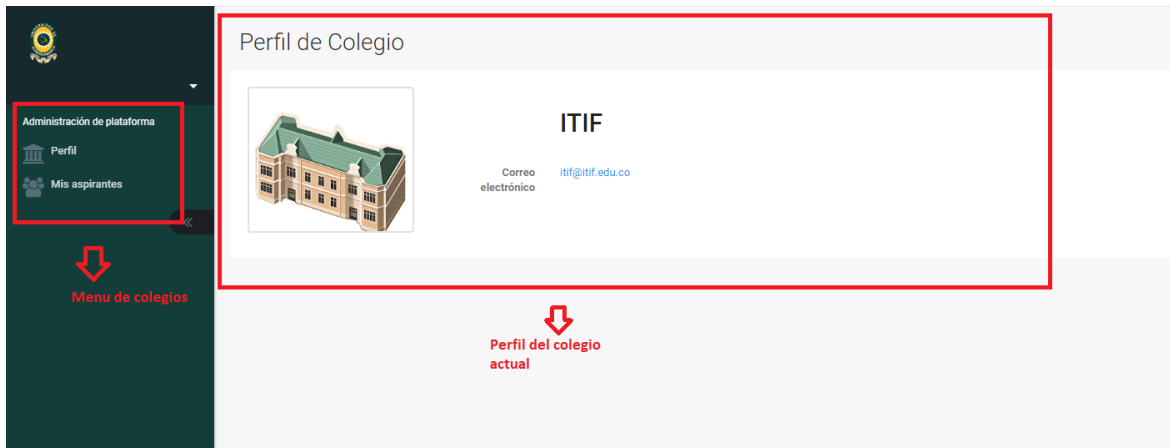 Perfil de Colegio
Administración de plataforma
Perfil
Mis aspirantes
ITIF
Correo electrónico
itif@itif.edu.co
Menu de colegios
Perfil del colegio
actual